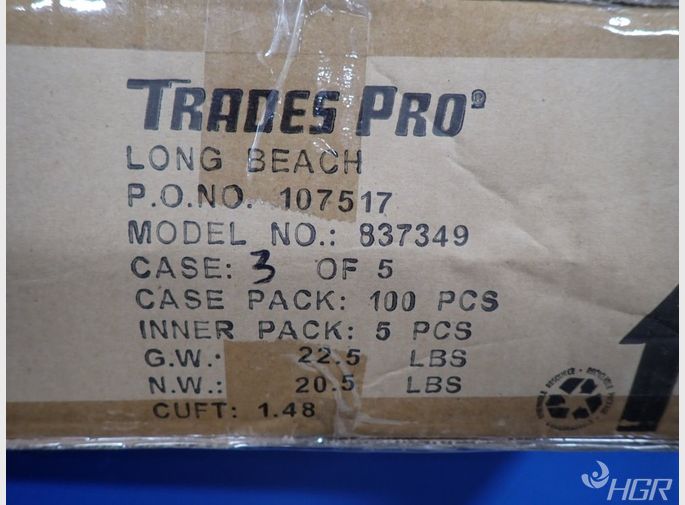 TRADES PRO®
LONG BEACH
P.O.NO. 107517
MODEL NO.: 837349
CASE: 3 OF 5
CASE PACK: 100 PCS
INNER PACK: 5 PCS
G.W.: 22.5 LBS
N.W.: 20.5 LBS
CUFT: 1.48
HGR